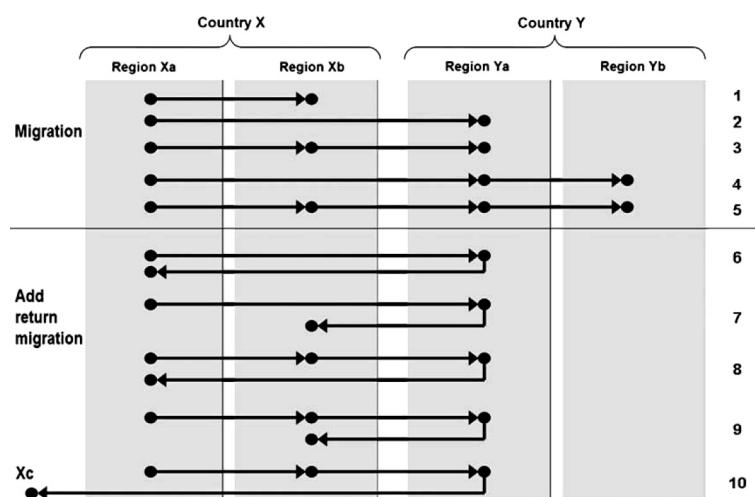 Country X Country Y
Region Xa Region Xb Region Ya Region Yb
1
2
Migration
3
4
5
6
Add
return
migration
7
8
9
Xc
10